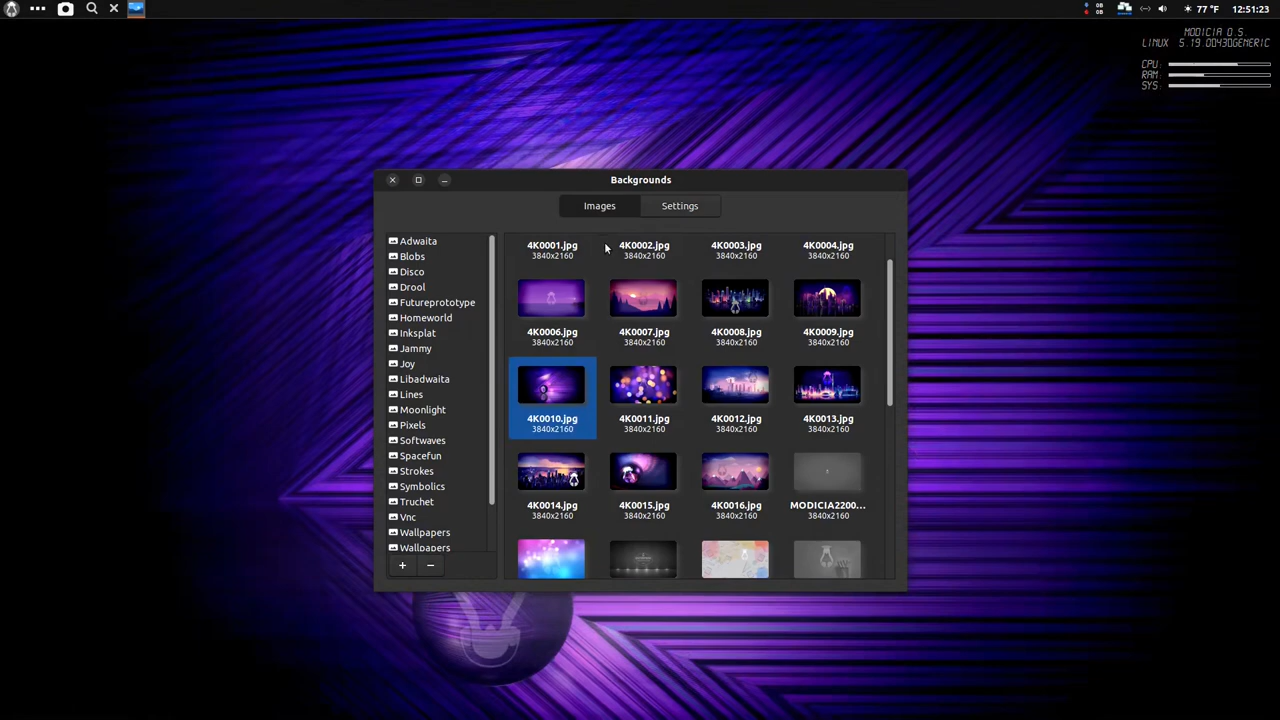 77 °F
12:51:23
0B
0B
MODICIA O.S.
LINUX 5.19.0043OGENERIC
CPU:
RAM:
SYS:
Backgrounds
Images
Settings
Adwaita
Blobs
Disco
Drool
Futureprototype
Homeworld
Inksplat
Jammy
Joy
Libadwaita
Lines
Moonlight
Pixels
Softwaves
Spacefun
Strokes
Symbolics
Truchet
Vnc
Wallpapers
Wallpapers
4K0001.jpg
3840x2160
4K0002.jpg
3840x2160
4K0003.jpg
3840x2160
4K0004.jpg
3840x2160
4K0006.jpg
3840x2160
4K0007.jpg
3840x2160
4K0008.jpg
3840x2160
4K0009.jpg
3840x2160
4K0010.jpg
3840x2160
4K0011.jpg
3840x2160
4K0012.jpg
3840x2160
4K0013.jpg
3840x2160
4K0014.jpg
3840x2160
4K0015.jpg
3840x2160
4K0016.jpg
3840x2160
MODICIA2200...
3840x2160